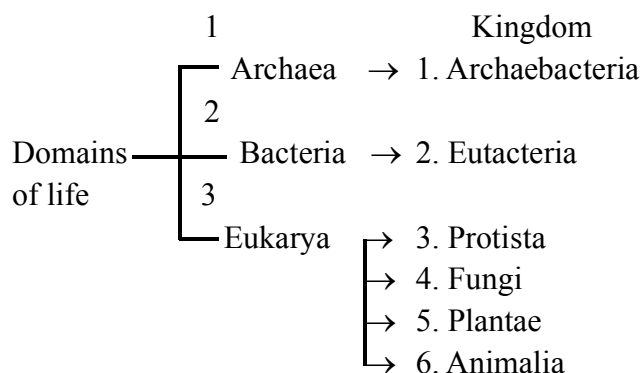 1 Kingdom
Archaea → 1. Archaebacteria
2
Domains
Bacteria → 2. Eutacteria
of life
3
Eukarya → 3. Protista
→ 4. Fungi
→ 5. Plantae
→ 6. Animalia